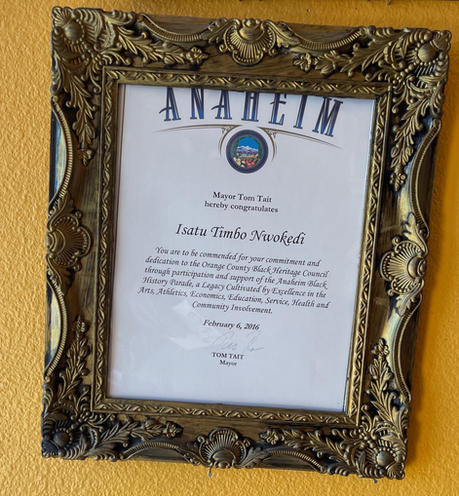 ANAHEIM
Mayor Tom Tait
hereby congratulates
Isatu Timbo Nwokedi
You are to be commended for your commitment and
dedication to the Orange County Black Heritage Council
through participation and support of the Anaheim Black
History Parade, a Legacy Cultivated by Excellence in the
Arts, Athletics, Economics, Education, Service, Health and
Community Involvement.
February 6, 2016
TOM TAIT
Mayor